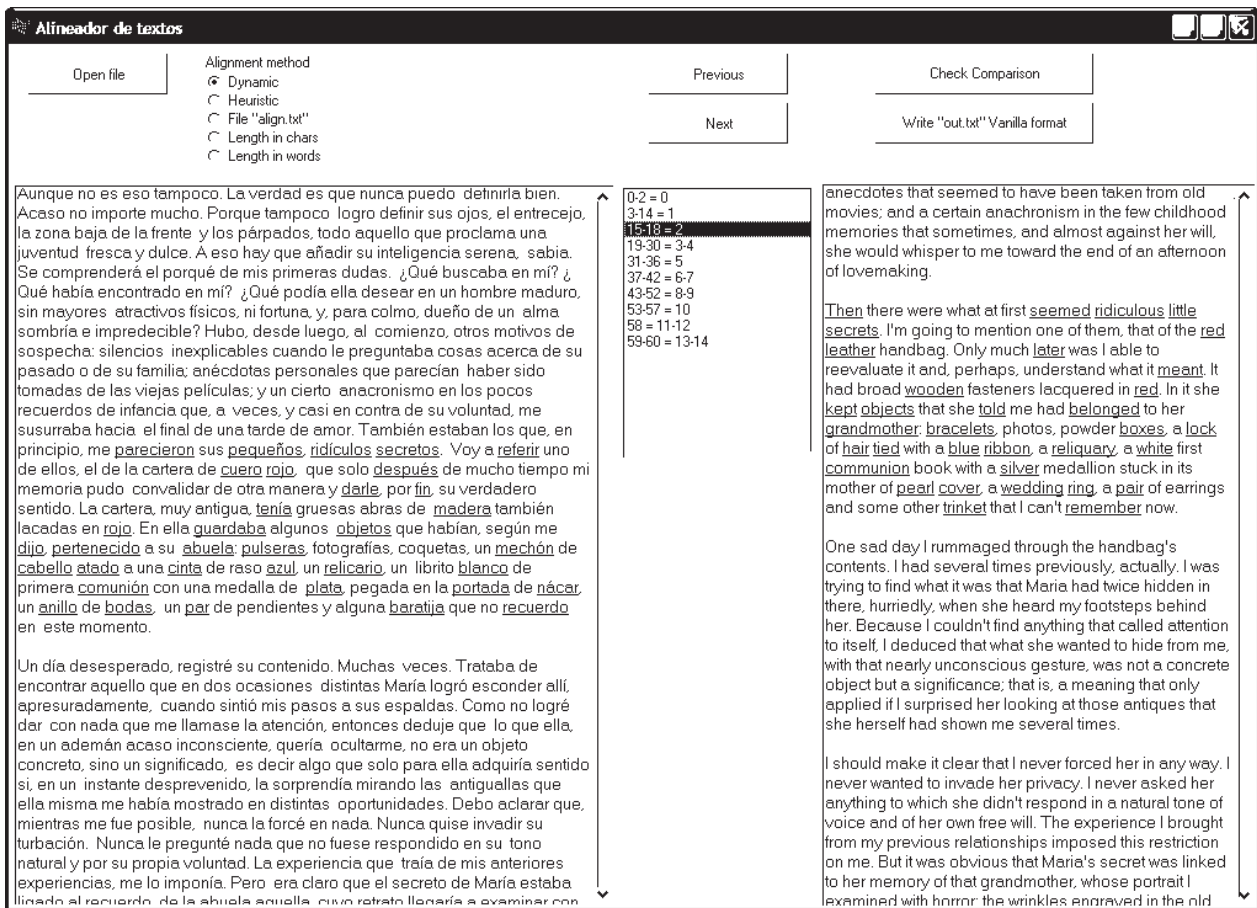 Alineador de textos
Open file
Alignment method
Dynamic
Heuristic
File "align.txt"
Length in chars
Length in words
Previous
Next
Check Comparison
Write "out.txt" Vanilla format
Aunque no es eso tampoco. La verdad es que nunca puedo definirla bien.
Acaso no importe mucho. Porque tampoco logro definir sus ojos, el entrecejo,
la zona baja de la frente y los párpados, todo aquello que proclama una
juventud fresca y dulce. A eso hay que añadir su inteligencia serena, sabia.
Se comprenderá el porqué de mis primeras dudas. ¿Qué buscaba en mí? ¿
Qué había encontrado en mí? ¿Qué podía ella desear en un hombre maduro,
sin mayores atractivos físicos, ni fortuna, y, para colmo, dueño de un alma
sombría e impredecible? Hubo, desde luego, al comienzo, otros motivos de
sospecha: silencios inexplicables cuando le preguntaba cosas acerca de su
pasado o de su familia; anécdotas personales que parecían haber sido
tomadas de las viejas películas; y un cierto anacronismo en los pocos
recuerdos de infancia que, a veces, y casi en contra de su voluntad, me
susurraba hacia el final de una tarde de amor. También estaban los que, en
principio, me parecieron sus pequeños, ridículos secretos. Voy a referir uno
de ellos, el de la cartera de cuero rojo, que solo después de mucho tiempo mi
memoria pudo convalidar de otra manera y darle, por fin, su verdadero
sentido. La cartera, muy antigua, tenía gruesas abras de madera también
lacadas en rojo. En ella guardaba algunos objetos que habían, según me
dijo, pertenecido a su abuela: pulseras, fotografías, coquetas, un mechón de
cabello atado a una cinta de raso azul, un relicario, un librito blanco de
primera comunión con una medalla de plata, pegada en la portada de nácar,
un anillo de bodas, un par de pendientes y alguna baratija que no recuerdo
en este momento.
Un día desesperado, registré su contenido. Muchas veces. Trataba de
encontrar aquello que en dos ocasiones distintas María logró esconder allí,
apresuradamente, cuando sintió mis pasos a sus espaldas. Como no logré
dar con nada que me llamase la atención, entonces deduje que lo que ella,
en un ademán acaso inconsciente, quería ocultarme, no era un objeto
concreto, sino un significado, es decir algo que solo para ella adquiría sentido
si, en un instante desprevenido, la sorprendía mirando las antiguallas que
ella misma me había mostrado en distintas oportunidades. Debo aclarar que,
mientras me fue posible, nunca la forcé en nada. Nunca quise invadir su
turbación. Nunca le pregunté nada que no fuese respondido en su tono
natural y por su propia voluntad. La experiencia que traía de mis anteriores
experiencias, me lo imponía. Pero era claro que el secreto de María estaba
ligado al recuerdo, de la abuela aquella, cuyo retrato llegaría a examinar con
0-2 = 0
3-14 = 1
15-18 = 2
19-30 = 3-4
31-36 = 5
37-42 = 6-7
43-52 = 8-9
53-57 = 10
58 = 11-12
59-60 = 13-14
anecdotes that seemed to have been taken from old
movies; and a certain anachronism in the few childhood
memories that sometimes, and almost against her will,
she would whisper to me toward the end of an afternoon
of lovemaking.
Then there were what at first seemed ridiculous little
secrets. I'm going to mention one of them, that of the red
leather handbag. Only much later was I able to
reevaluate it and, perhaps, understand what it meant. It
had broad wooden fasteners lacquered in red. In it she
kept objects that she told me had belonged to her
grandmother: bracelets, photos, powder boxes, a lock
of hair tied with a blue ribbon, a reliquary, a white first
communion book with a silver medallion stuck in its
mother of pearl cover, a wedding ring, a pair of earrings
and some other trinket that I can't remember now.
One sad day I rummaged through the handbag's
contents. I had several times previously, actually. I was
trying to find what it was that Maria had twice hidden in
there, hurriedly, when she heard my footsteps behind
her. Because I couldn't find anything that called attention
to itself, I deduced that what she wanted to hide from me,
with that nearly unconscious gesture, was not a concrete
object but a significance; that is, a meaning that only
applied if I surprised her looking at those antiques that
she herself had shown me several times.
I should make it clear that I never forced her in any way. I
never wanted to invade her privacy. I never asked her
anything to which she didn't respond in a natural tone of
voice and of her own free will. The experience I brought
from my previous relationships imposed this restriction
on me. But it was obvious that Maria's secret was linked
to her memory of that grandmother, whose portrait I
examined with horror: the wrinkles engraved in the old